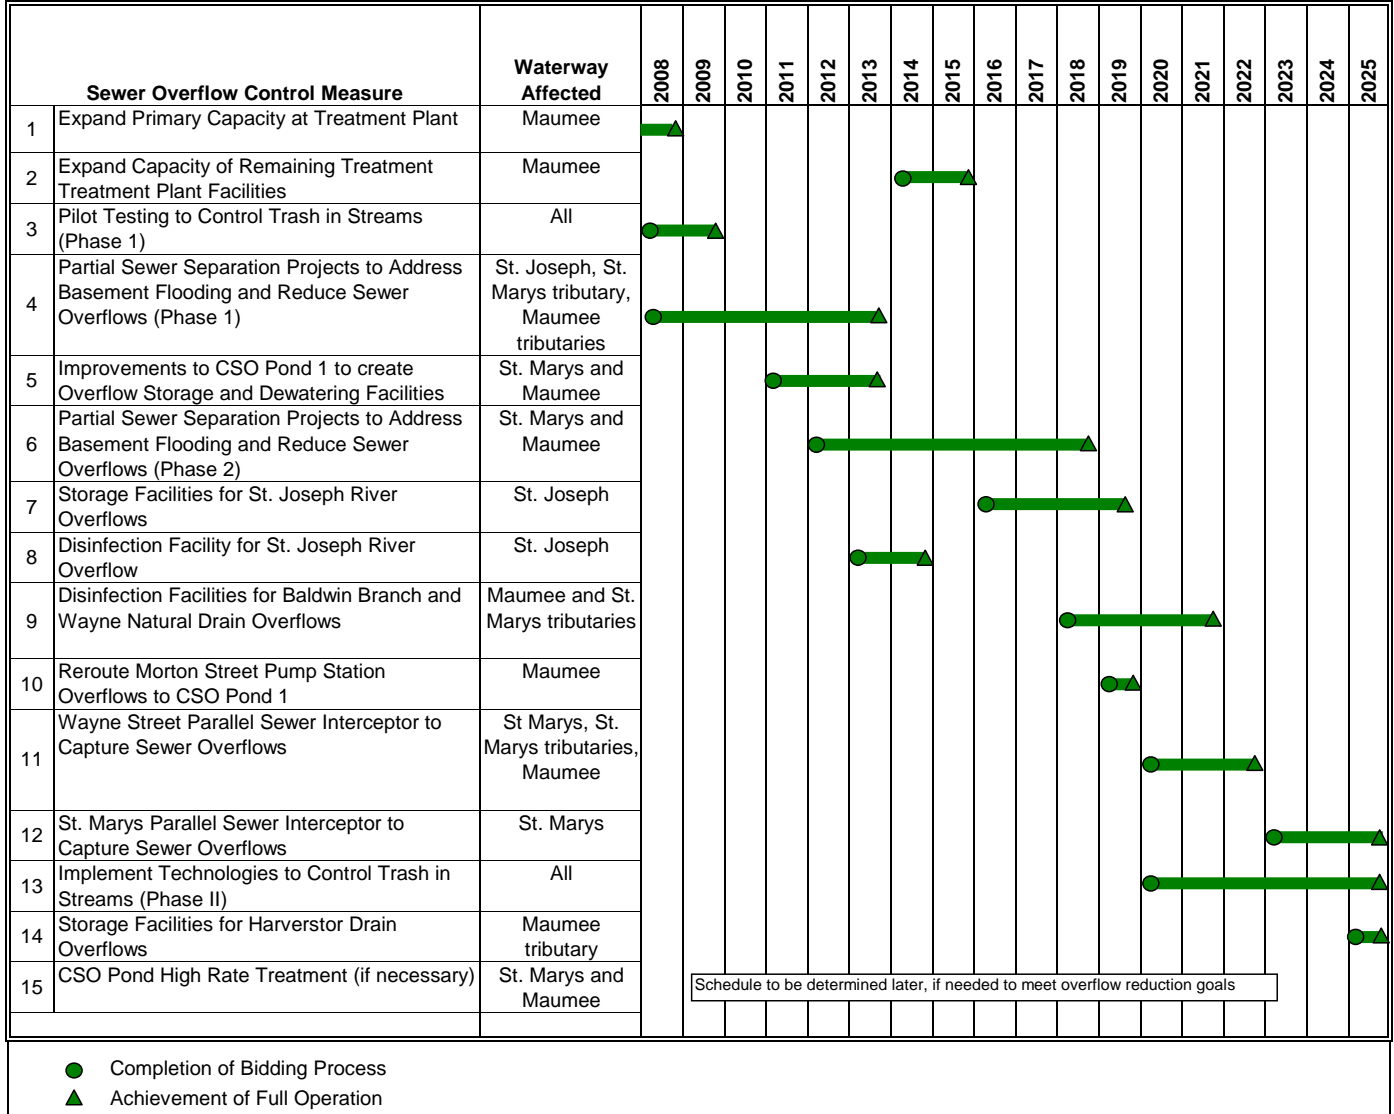 Sewer Overflow Control Measure
Waterway
Affected
2008
2009
2010
2011
2012
2013
2014
2015
2016
2017
2018
2019
2020
2021
2022
2023
2024
2025
1
Expand Primary Capacity at Treatment Plant
Maumee
2
Expand Capacity of Remaining Treatment
Treatment Plant Facilities
Maumee
3
Pilot Testing to Control Trash in Streams
(Phase 1)
All
4
Partial Sewer Separation Projects to Address
Basement Flooding and Reduce Sewer
Overflows (Phase 1)
St. Joseph, St.
Marys tributary,
Maumee
tributaries
5
Improvements to CSO Pond 1 to create
Overflow Storage and Dewatering Facilities
St. Marys and
Maumee
6
Partial Sewer Separation Projects to Address
Basement Flooding and Reduce Sewer
Overflows (Phase 2)
St. Marys and
Maumee
7
Storage Facilities for St. Joseph River
Overflows
St. Joseph
8
Disinfection Facility for St. Joseph River
Overflow
St. Joseph
9
Disinfection Facilities for Baldwin Branch and
Wayne Natural Drain Overflows
Maumee and St.
Marys tributaries
10
Reroute Morton Street Pump Station
Overflows to CSO Pond 1
Maumee
11
Wayne Street Parallel Sewer Interceptor to
Capture Sewer Overflows
St Marys, St.
Marys tributaries,
Maumee
12
St. Marys Parallel Sewer Interceptor to
Capture Sewer Overflows
St. Marys
13
Implement Technologies to Control Trash in
Streams (Phase II)
All
14
Storage Facilities for Harverstor Drain
Overflows
Maumee
tributary
15
CSO Pond High Rate Treatment (if necessary)
St. Marys and
Maumee
Schedule to be determined later, if needed to meet overflow reduction goals
Completion of Bidding Process
Achievement of Full Operation